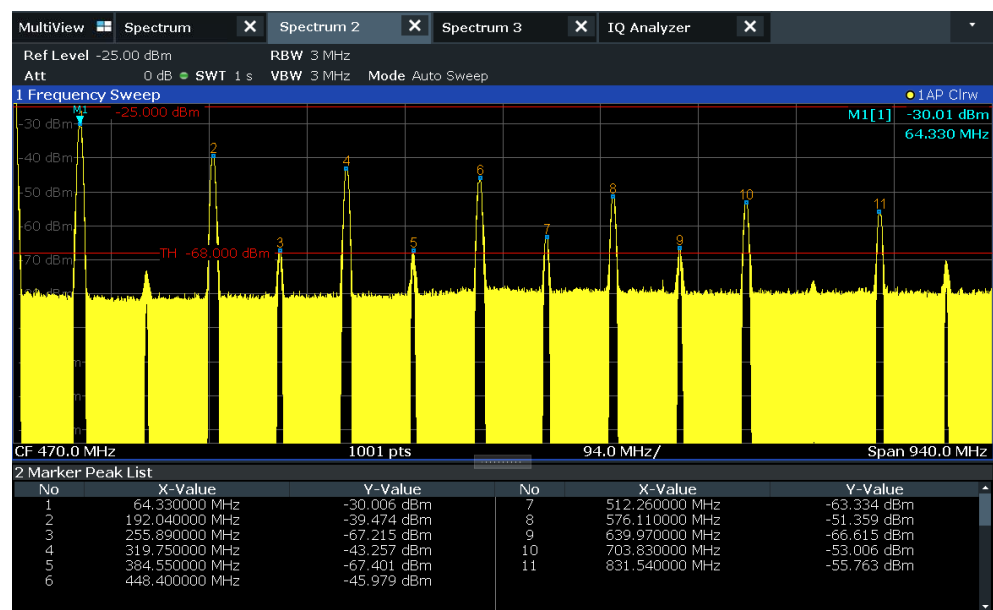 MultiView Spectrum X Spectrum 2 X Spectrum 3 X IQ Analyzer X
Ref Level -25.00 dBm RBW 3 MHz
Att 0 dB SWT 1 s VBW 3 MHz Mode Auto Sweep
1 Frequency Sweep 1AP Clrw
M1 -25.000 dBm M1[1] -30.01 dBm
-30 dBm 64.330 MHz
2
-40 dBm 4
6
-50 dBm 8 10
11
-60 dBm 7
3 5 9
TH -68.000 dBm
-70 dBm
CF 470.0 MHz 1001 pts 94.0 MHz/ Span 940.0 MHz
2 Marker Peak List
No X-Value Y-Value No X-Value Y-Value
1 64.330000 MHz -30.006 dBm 7 512.260000 MHz -63.334 dBm
2 192.040000 MHz -39.474 dBm 8 576.110000 MHz -51.359 dBm
3 255.890000 MHz -67.215 dBm 9 639.970000 MHz -66.615 dBm
4 319.750000 MHz -43.257 dBm 10 703.830000 MHz -53.006 dBm
5 384.550000 MHz -67.401 dBm 11 831.540000 MHz -55.763 dBm
6 448.400000 MHz -45.979 dBm